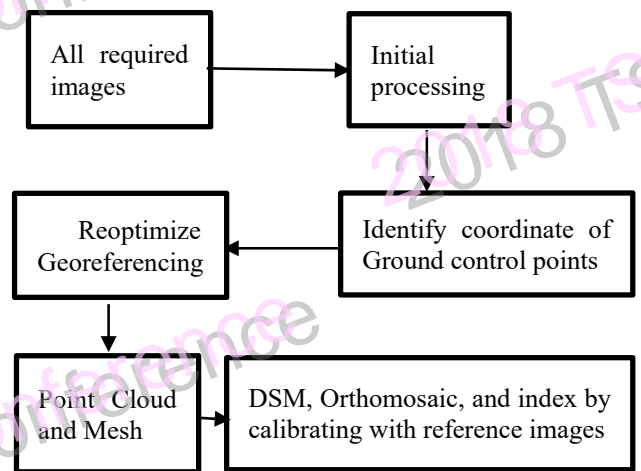 All required
images
Initial
processing
2018 TS
Identify coordinate of
Ground control points
Reoptimize
Georeferencing
Point Cloud
and Mesh
DSM, Orthomosaic, and index by
calibrating with reference images
onference